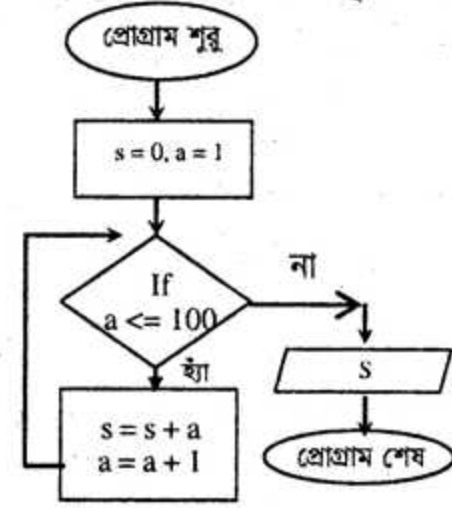 প্রোগ্রাম শুরু
s = 0, a = 1
If
a <= 100
না
হ্যাঁ
s
s = s + a
a = a + 1
প্রোগ্রাম শেষ